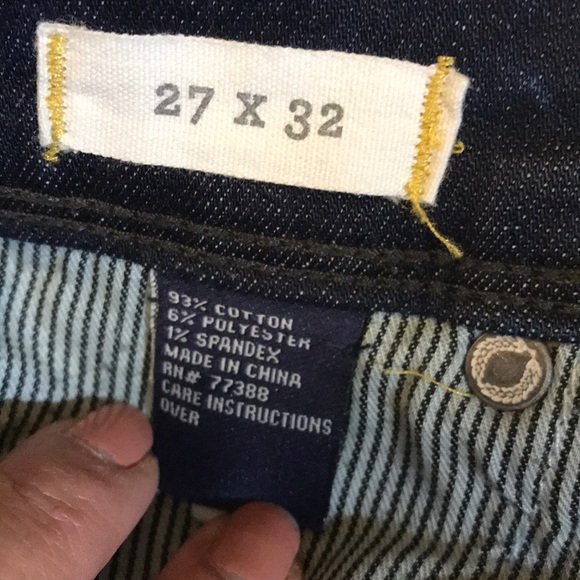 27 X 32
93% COTTON
6% POLYESTER
1% SPANDEX
MADE IN CHINA
RN# 77388
CARE INSTRUCTIONS
OVER